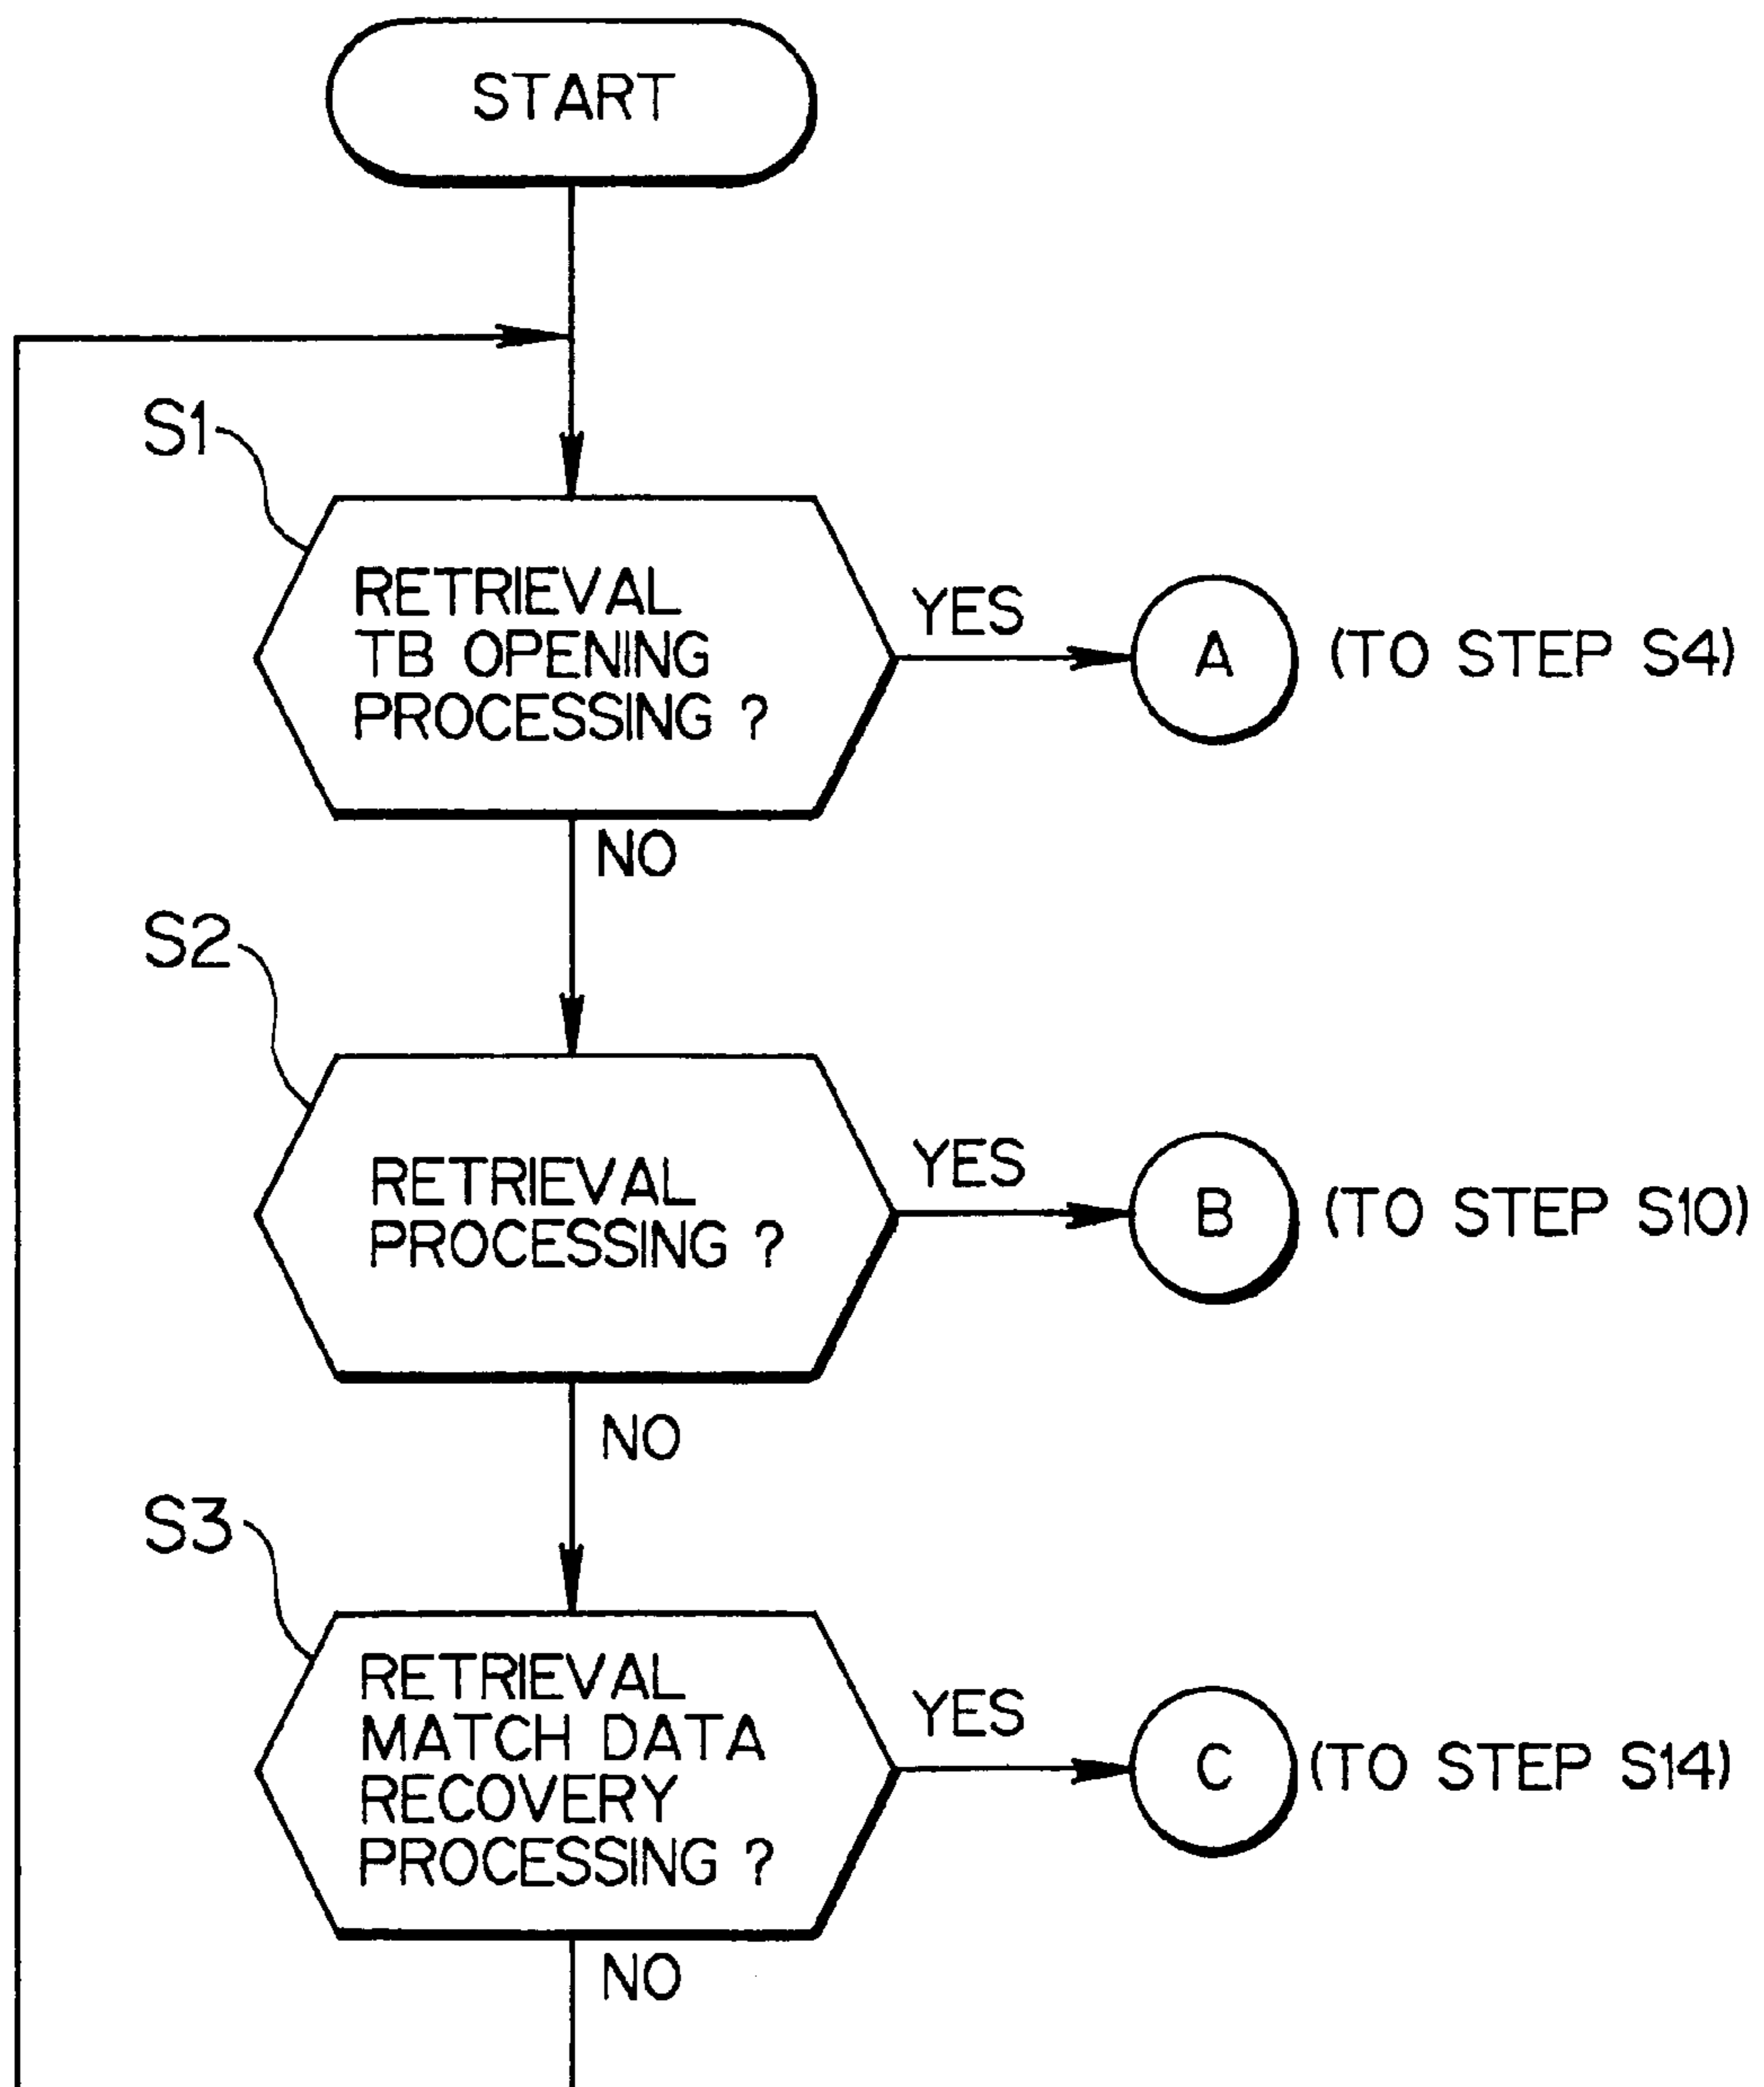 START
S1
RETRIEVAL
TB OPENING
PROCESSING ?
YES
A
(TO STEP S4)
NO
S2
RETRIEVAL
PROCESSING ?
YES
B
(TO STEP S10)
NO
S3
RETRIEVAL
MATCH DATA
RECOVERY
PROCESSING ?
YES
C
(TO STEP S14)
NO